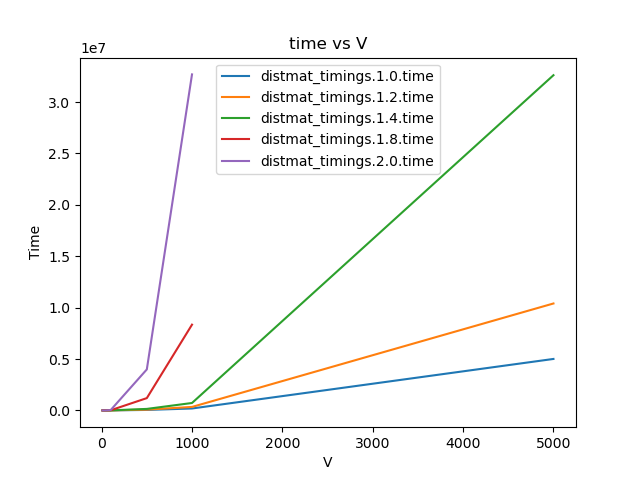 time vs V
1e7
distmat_timings.1.0.time
distmat_timings.1.2.time
distmat_timings.1.4.time
distmat_timings.1.8.time
distmat_timings.2.0.time
3.0
2.5
2.0
1.5
1.0
0.5
0.0
Time
0 1000 2000 3000 4000 5000
V